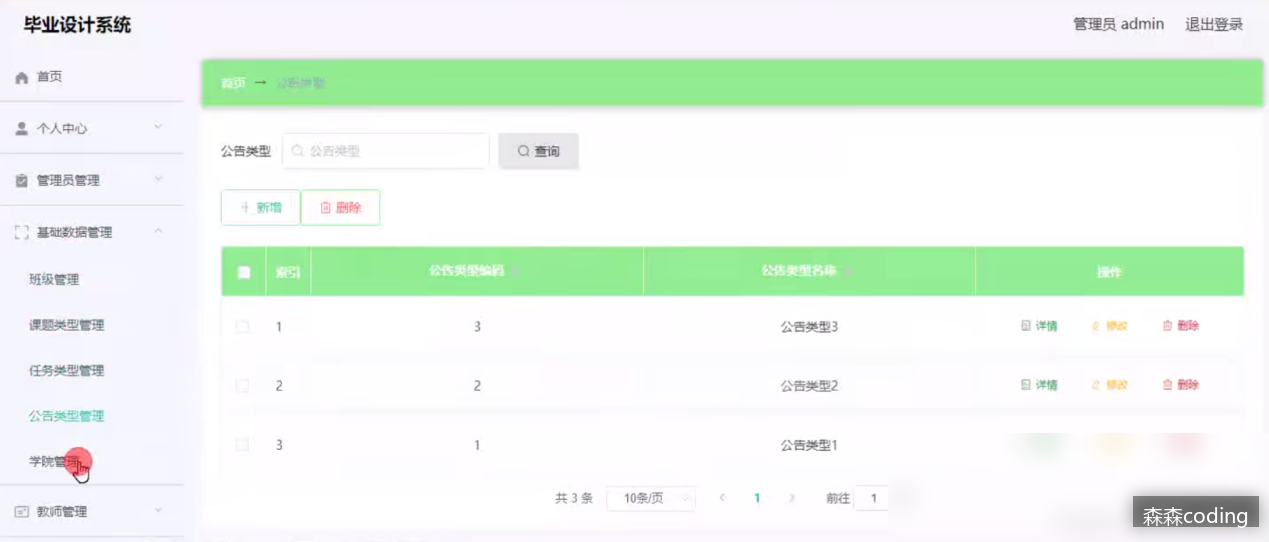 毕业设计系统
管理员 admin 退出登录
首页
首页 →
个人中心
公告类型 公告类型 查询
管理员管理
新增 删除
基础数据管理
班级管理
课题类型管理
任务类型管理
公告类型管理
学院管理
教师管理
索引 公告类型编码 公告类型名称 操作
1 3 公告类型3 详情 修改 删除
2 2 公告类型2 详情 修改 删除
3 1 公告类型1
共 3 条 10条/页 1 前往 1
森森coding